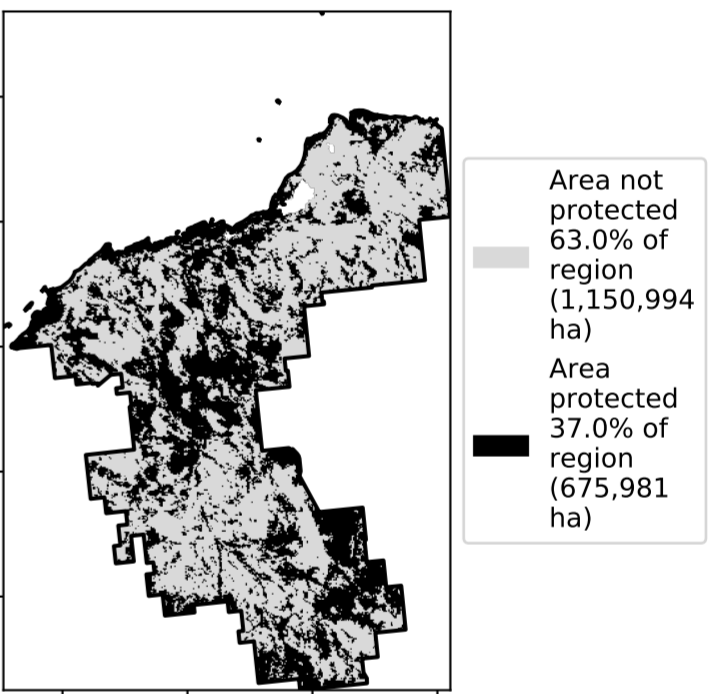 Area not
protected
63.0% of
region
(1,150,994
ha)
Area
protected
37.0% of
region
(675,981
ha)